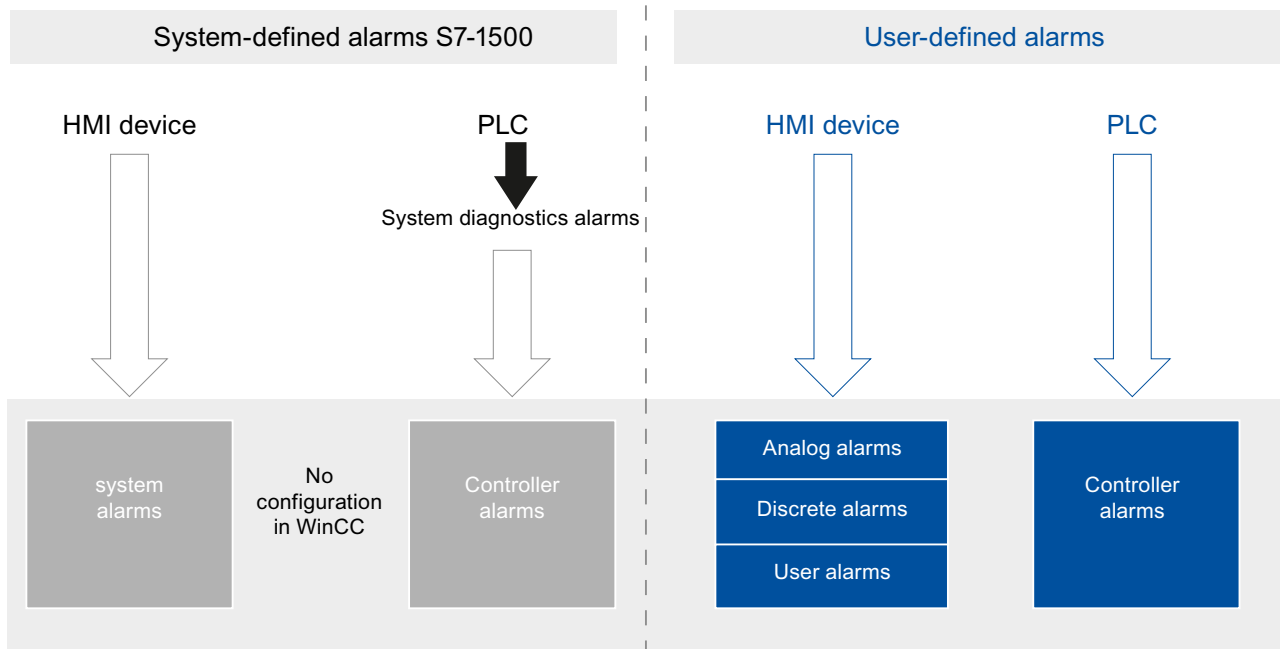 System-defined alarms S7-1500
User-defined alarms
HMI device
PLC
HMI device
PLC
System diagnostics alarms
system
alarms
No
configuration
in WinCC
Controller
alarms
Analog alarms
Discrete alarms
User alarms
Controller
alarms